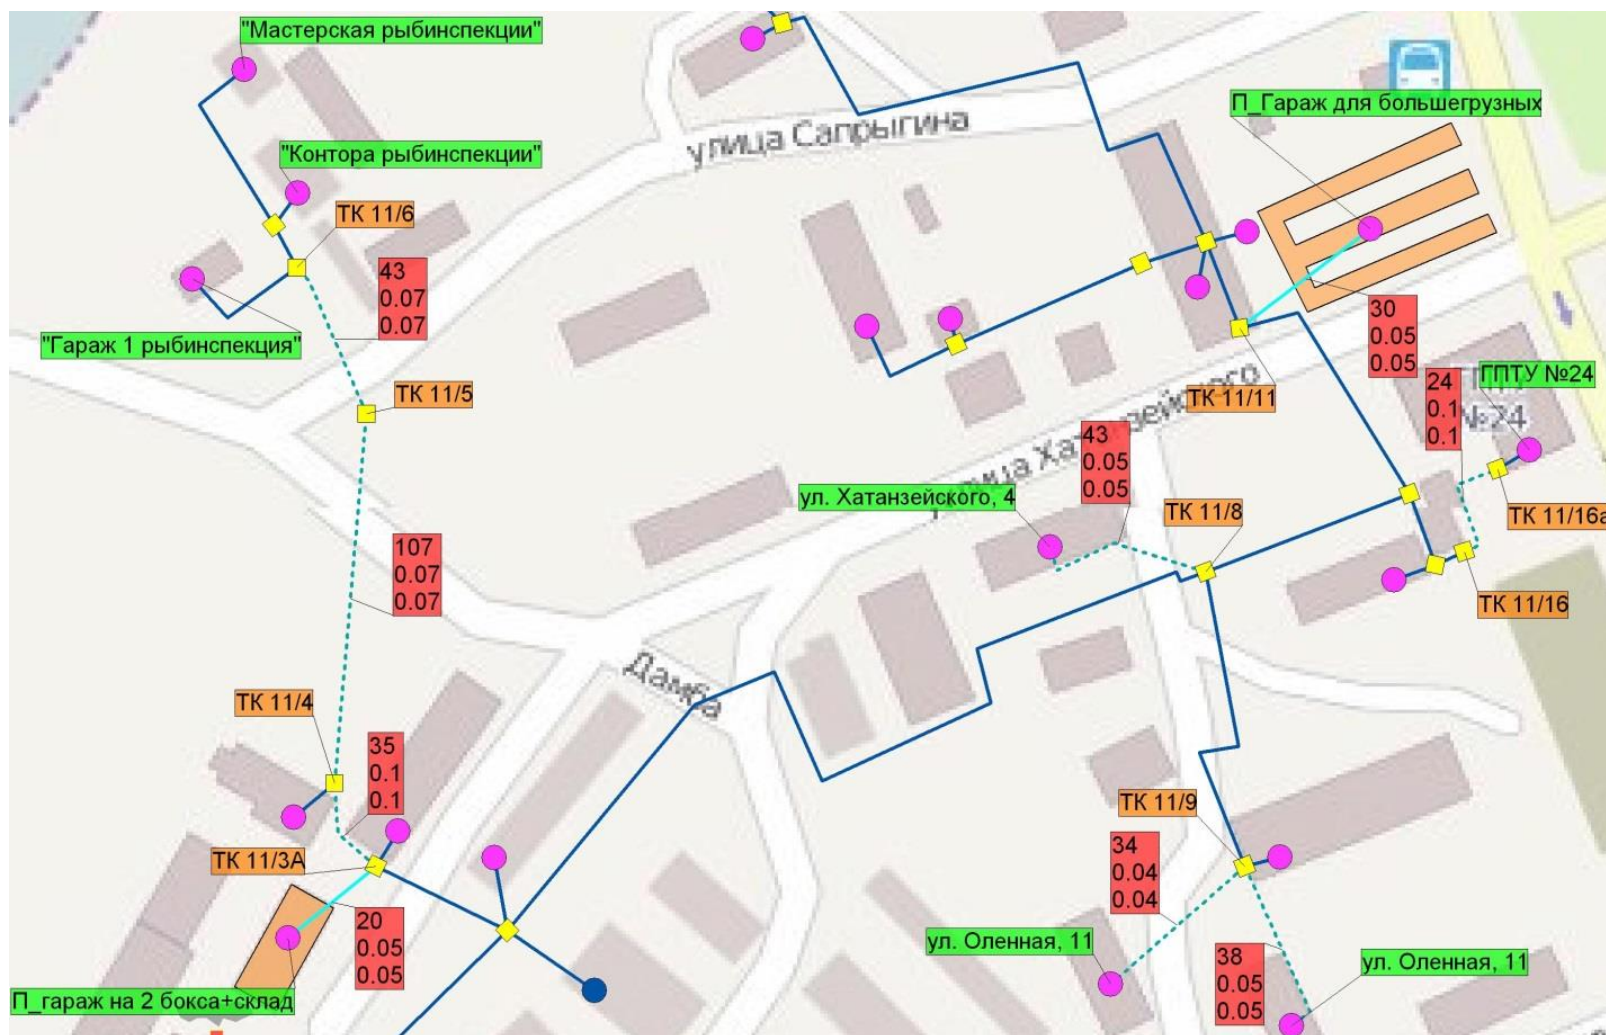 "Мастерская рыбинспекции"
П_Гараж для большегрузных
улица Сапрыгина
"Контора рыбинспекции"
ТК 11/6
43
0.07
0.07
"Гараж 1 рыбинспекция"
30
0.05
0.05
ГПТУ №24
24
0.1
0.1
№24
ТК 11/5
ТК 11/11
43
0.05
0.05
ул. Хатанзейского, 4
ТК 11/8
ТК 11/16а
107
0.07
0.07
ТК 11/16
Дамба
ТК 11/4
35
0.1
0.1
ТК 11/9
34
0.04
0.04
ТК 11/3А
20
0.05
0.05
ул. Оленная, 11
38
0.05
0.05
ул. Оленная, 11
П_гараж на 2 бокса+склад